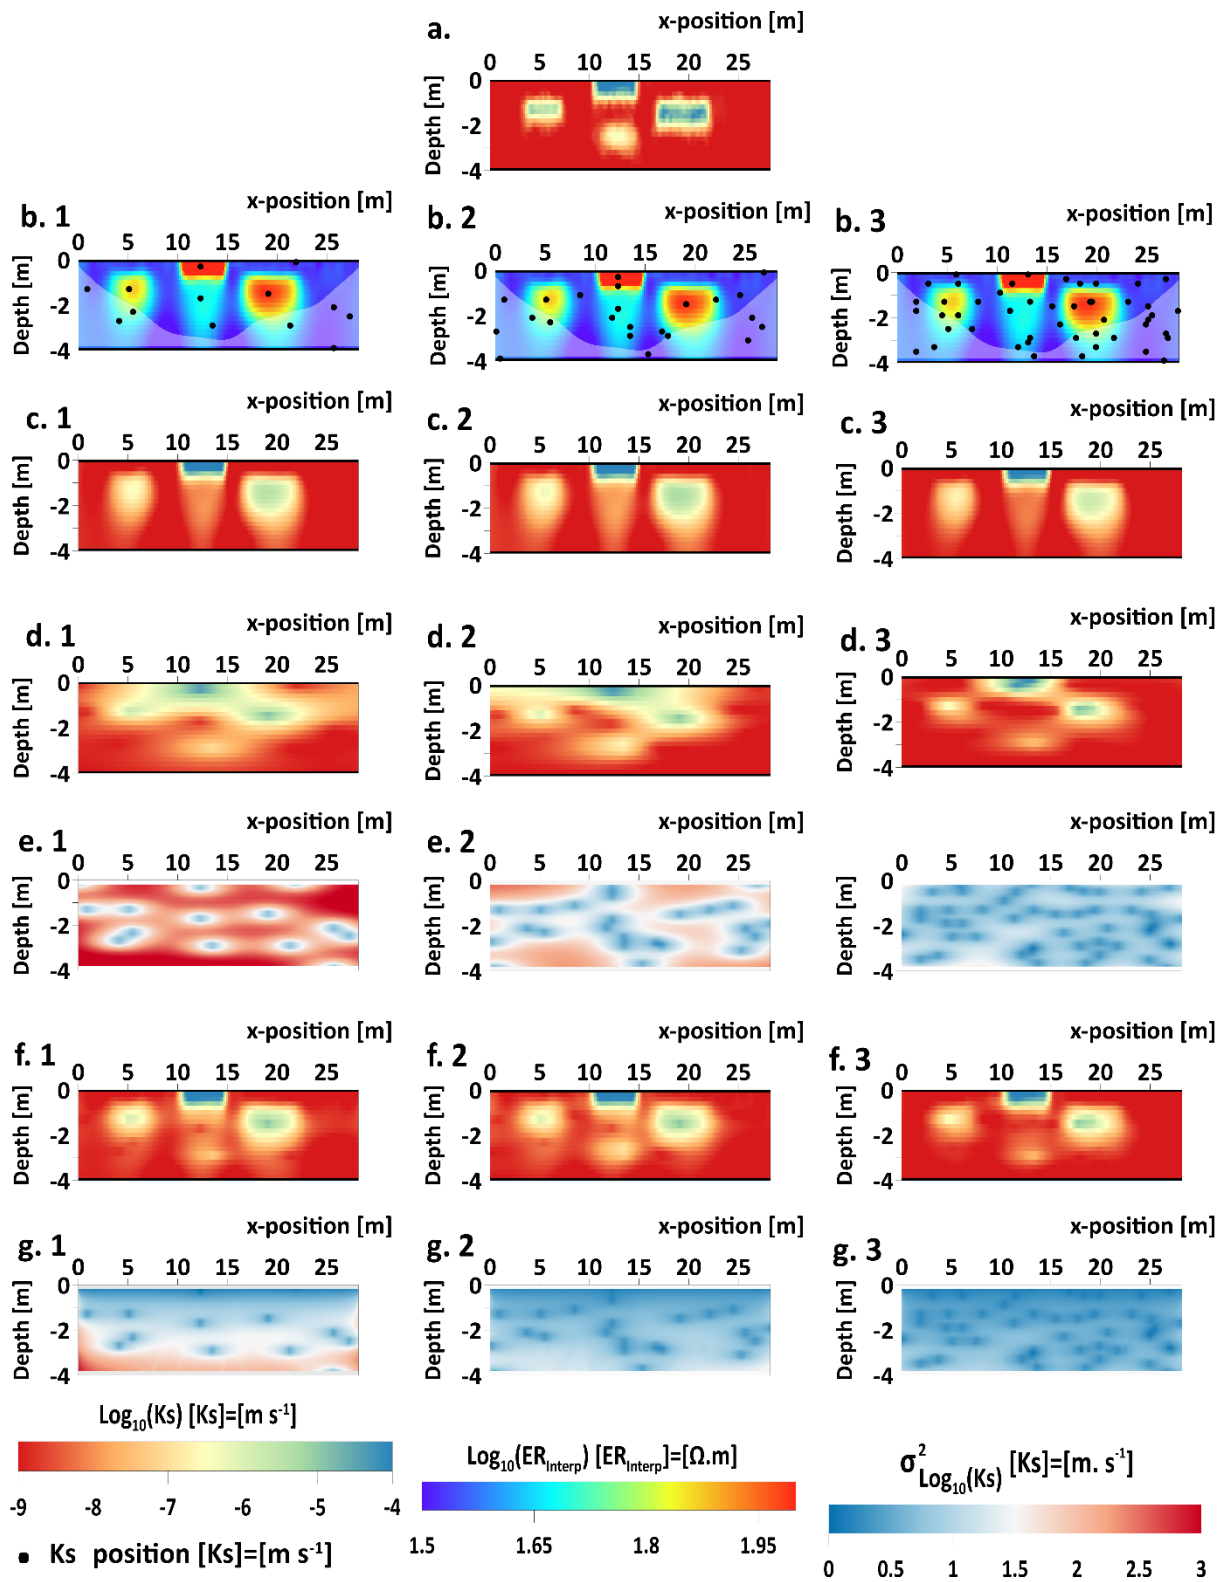 a.
x-position [m]
0 5 10 15 20 25
Depth [m]
0
-2
-4
b. 1
x-position [m]
0 5 10 15 20 25
Depth [m]
0
-2
-4
b. 2
x-position [m]
0 5 10 15 20 25
Depth [m]
0
-2
-4
b. 3
x-position [m]
0 5 10 15 20 25
Depth [m]
0
-2
-4
c. 1
x-position [m]
0 5 10 15 20 25
Depth [m]
0
-2
-4
c. 2
x-position [m]
0 5 10 15 20 25
Depth [m]
0
-2
-4
c. 3
x-position [m]
0 5 10 15 20 25
Depth [m]
0
-2
-4
d. 1
x-position [m]
0 5 10 15 20 25
Depth [m]
0
-2
-4
d. 2
x-position [m]
0 5 10 15 20 25
Depth [m]
0
-2
-4
d. 3
x-position [m]
0 5 10 15 20 25
Depth [m]
0
-2
-4
e. 1
x-position [m]
0 5 10 15 20 25
Depth [m]
0
-2
-4
e. 2
x-position [m]
0 5 10 15 20 25
Depth [m]
0
-2
-4
x-position [m]
0 5 10 15 20 25
Depth [m]
0
-2
-4
f. 1
x-position [m]
0 5 10 15 20 25
Depth [m]
0
-2
-4
f. 2
x-position [m]
0 5 10 15 20 25
Depth [m]
0
-2
-4
f. 3
x-position [m]
0 5 10 15 20 25
Depth [m]
0
-2
-4
g. 1
x-position [m]
0 5 10 15 20 25
Depth [m]
0
-2
-4
g. 2
x-position [m]
0 5 10 15 20 25
Depth [m]
0
-2
-4
g. 3
x-position [m]
0 5 10 15 20 25
Depth [m]
0
-2
-4
Log10(Ks) [Ks]=[m s⁻¹]
-9 -8 -7 -6 -5 -4
Ks position [Ks]=[m s⁻¹]
Log10(ERInterp) [ERInterp]=[Ω.m]
1.5 1.65 1.8 1.95
σ²Log10(Ks) [Ks]=[m. s⁻¹]
0 0.5 1 1.5 2 2.5 3